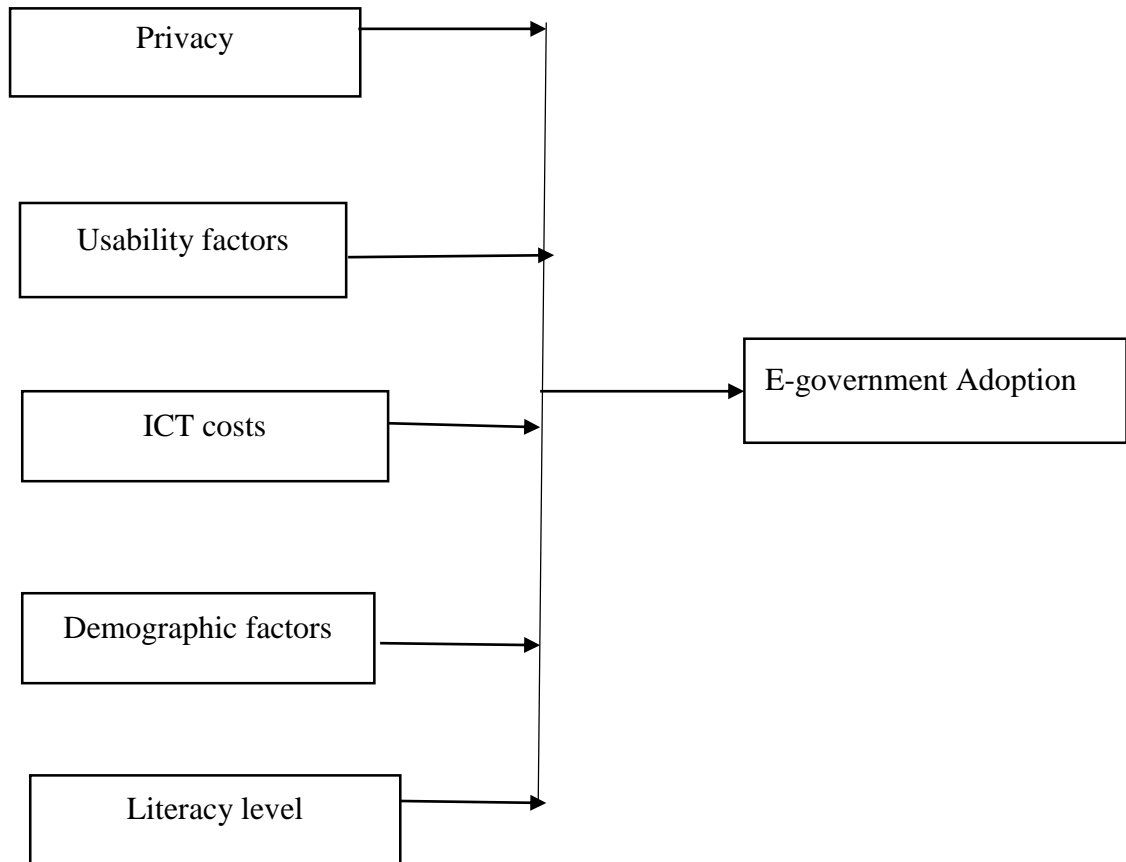 Privacy
Usability factors
E-government Adoption
ICT costs
Demographic factors
Literacy level